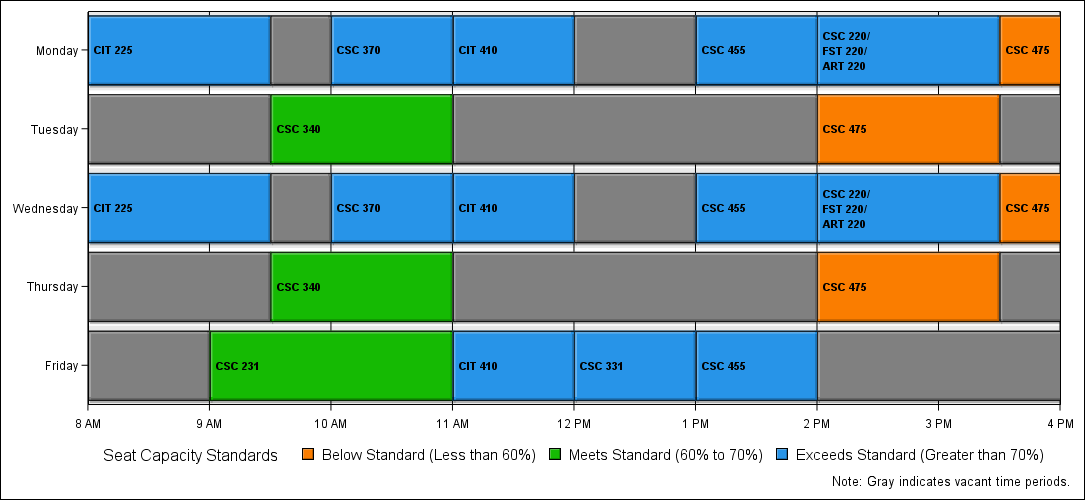 Monday
CIT 225
CSC 370
CIT 410
CSC 455
CSC 220/
FST 220/
ART 220
CSC 475
Tuesday
CSC 340
CSC 475
Wednesday
CIT 225
CSC 370
CIT 410
CSC 455
CSC 220/
FST 220/
ART 220
CSC 475
Thursday
CSC 340
CSC 475
Friday
CSC 231
CIT 410
CSC 331
CSC 455
8 AM 9 AM 10 AM 11 AM 12 PM 1 PM 2 PM 3 PM 4 PM
Seat Capacity Standards Below Standard (Less than 60%) Meets Standard (60% to 70%) Exceeds Standard (Greater than 70%)
Note: Gray indicates vacant time periods.